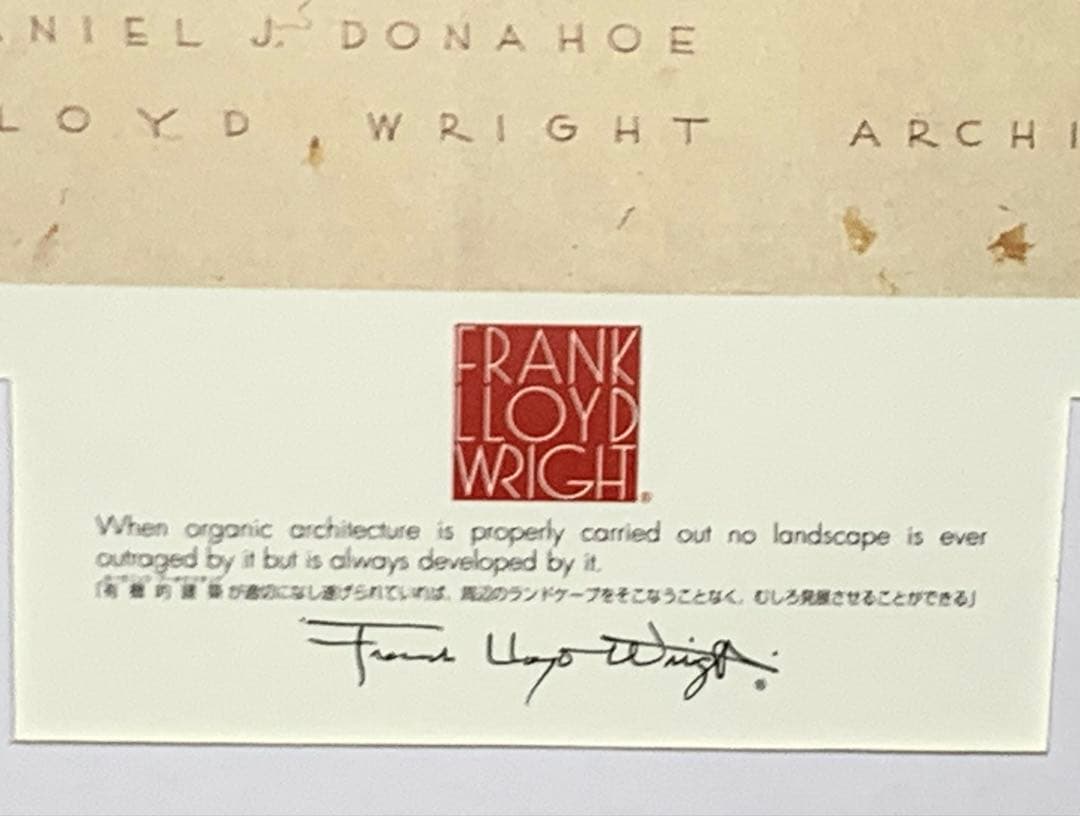 NIEL J. DONAHOE
LOYD WRIGHT ARCHI
FRANK
LLOYD
WRIGHT
®
When organic architecture is properly carried out no landscape is ever
outraged by it but is always developed by it.
「有機的建築が適切になし遂げられていれば、周辺のランドケープをそこなうことなく、むしろ発展させることができる」
Frank Lloyd Wright
®